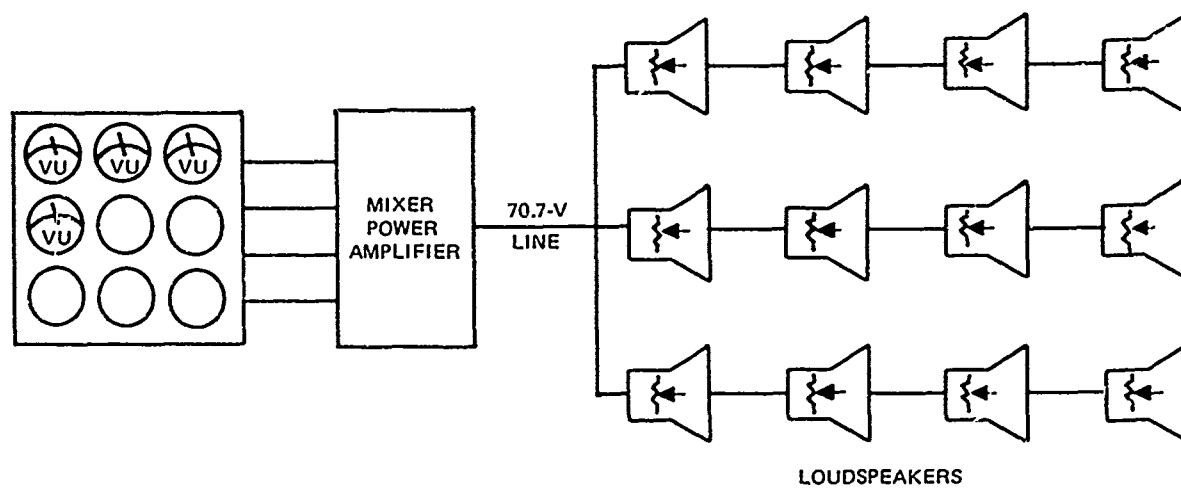 VU VU VU
VU
MIXER
POWER
AMPLIFIER
70.7-V
LINE
LOUDSPEAKERS